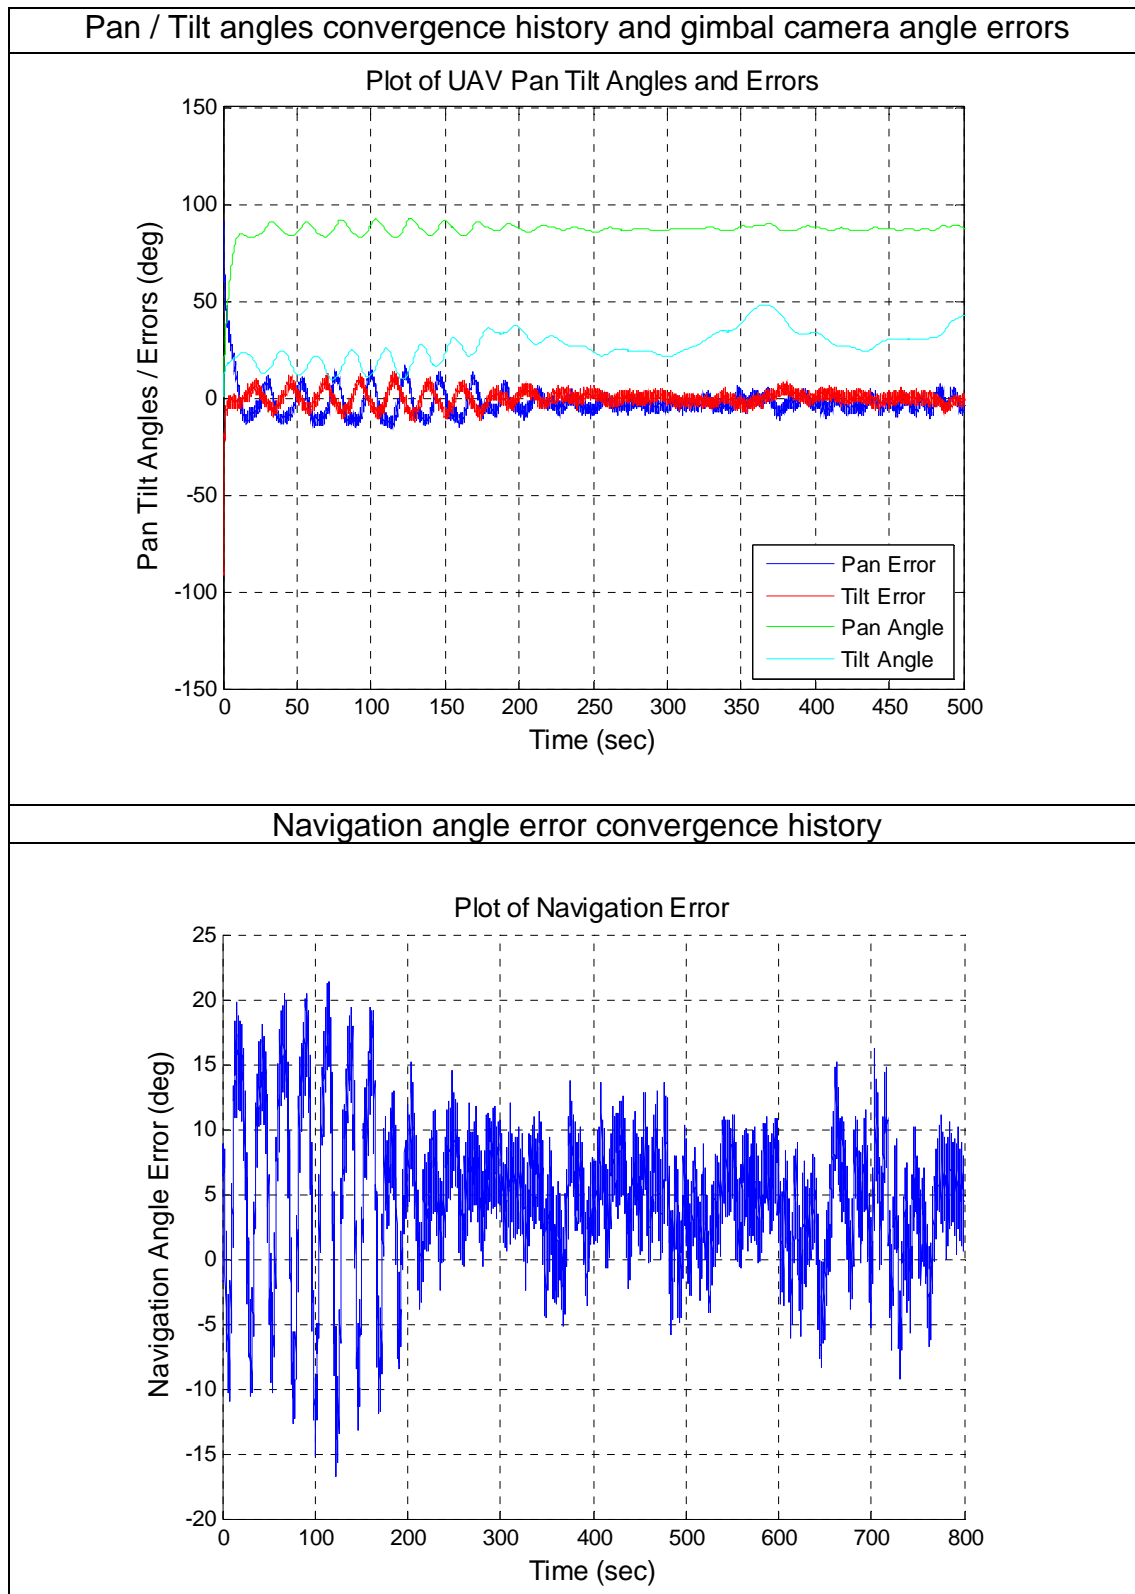 Pan / Tilt angles convergence history and gimbal camera angle errors
Plot of UAV Pan Tilt Angles and Errors
Pan Tilt Angles / Errors (deg)
150
100
50
0
-50
-100
-150
Pan Error
Tilt Error
Pan Angle
Tilt Angle
0 50 100 150 200 250 300 350 400 450 500
Time (sec)
Navigation angle error convergence history
Plot of Navigation Error
Navigation Angle Error (deg)
25
20
15
10
5
0
-5
-10
-15
-20
0 100 200 300 400 500 600 700 800
Time (sec)